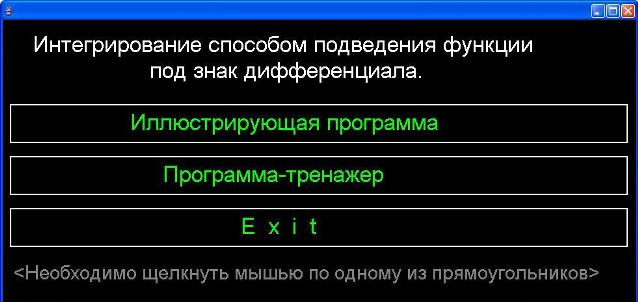 Интегрирование способом подведения функции
под знак дифференциала.
Иллюстрирующая программа
Программа-тренажер
E x i t
<Необходимо щелкнуть мышью по одному из прямоугольников>